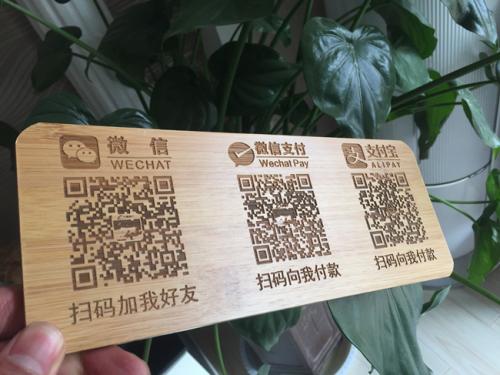 微信
WECHAT
扫码加我好友
微信支付
Wechat Pay
扫码向我付款
支付宝
ALIPAY
扫码向我付款